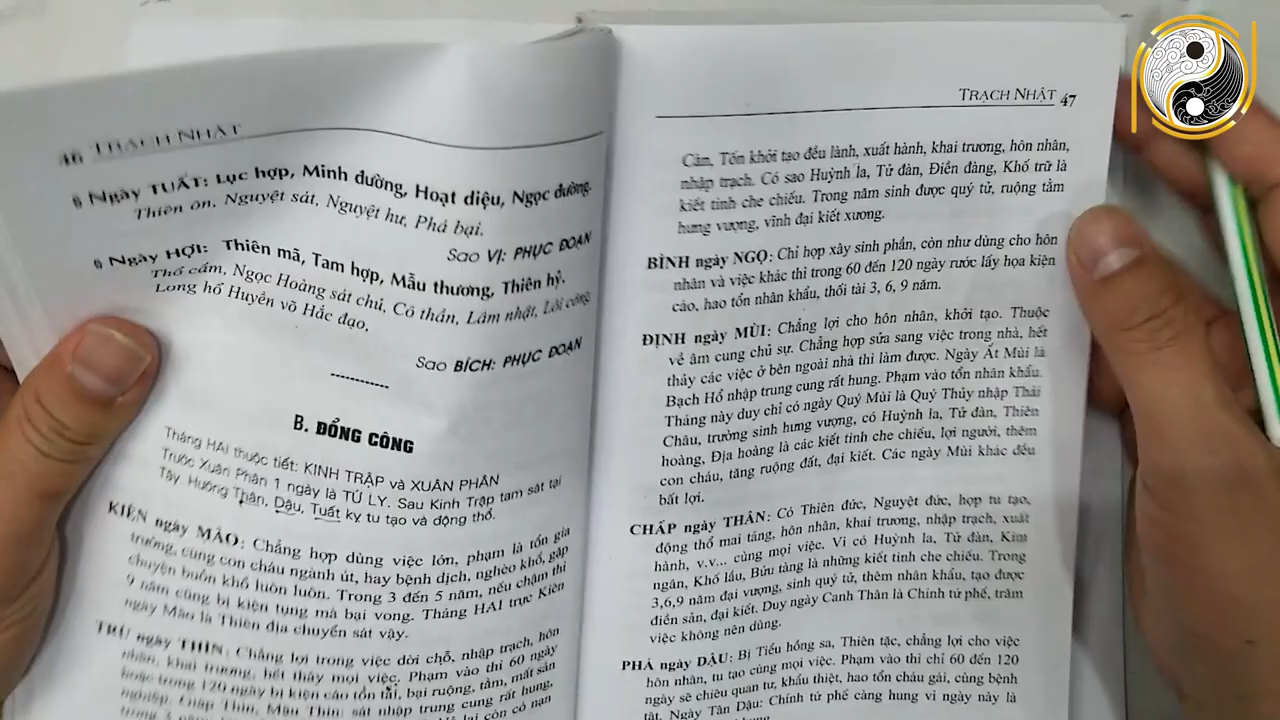 46 TRẠCH NHẬT
§ Ngày TUẤT: Lục hợp, Minh đường, Hoạt diệu, Ngọc đường.
Thiên ôn, Nguyệt sát, Nguyệt hư, Phá bại.
Sao VỊ: PHỤC ĐOẠN
§ Ngày HỢI: Thiên mã, Tam hợp, Mẫu thương, Thiên hỷ.
Thổ cấm, Ngọc Hoàng sát chủ, Cô thần, Lâm nhật, Lôi công
Long hổ Huyền võ Hắc đạo.
Sao BÍCH: PHỤC ĐOẠN
------------
B. ĐỔNG CÔNG
Tháng HAI thuộc tiết: KINH TRẬP và XUÂN PHÂN
Trước Xuân Phân 1 ngày là TỨ LY. Sau Kinh Trập tam sát tại
Tây. Hướng Thân, Dậu, Tuất kỵ tu tạo và động thổ.
KIẾN ngày MÃO: Chẳng hợp dùng việc lớn, phạm là tổn gia
trưởng, cung con cháu ngành út, hay bệnh dịch, nghèo khổ, gặp
chuyện buồn khổ luôn luôn. Trong 3 đến 5 năm, nếu chậm thì
9 năm cũng bị kiện tụng mà bại vong. Tháng HAI trực Kiên
ngày Mão là Thiên địa chuyển sát vậy.
TRỪ ngày THÌN: Chẳng lợi trong việc dời chỗ, nhập trạch, hôn
nhân, khai trương, hết thảy mọi việc. Phạm vào thì 60 ngày
hoặc trong 120 ngày bị kiện cáo tổn tài, bại ruộng, tằm, mất sản
nghiệp. Giáp Thìn, Mậu Thìn: sát nhập trung cung rất hung,
TRẠCH NHẬT 47
Càn, Tốn khởi tạo đều lành, xuất hành, khai trương, hôn nhân,
nhập trạch. Có sao Huỳnh la, Tử đàn, Điền đàng, Khố trữ là
kiết tinh che chiếu. Trong năm sinh được quý tử, ruộng tằm
hưng vượng, vĩnh đại kiết xương.
BÌNH ngày NGỌ: Chỉ hợp xây sinh phần, còn như dùng cho hôn
nhân và việc khác thì trong 60 đến 120 ngày rước lấy họa kiện
cáo, hao tổn nhân khẩu, thối tài 3, 6, 9 năm.
ĐỊNH ngày MÙI: Chẳng lợi cho hôn nhân, khởi tạo. Thuộc
về âm cung chủ sự. Chẳng hợp sửa sang việc trong nhà, hết
thảy các việc ở bên ngoài nhà thì làm được. Ngày Ất Mùi là
Bạch Hổ nhập trung cung rất hung. Phạm vào tổn nhân khẩu.
Tháng này duy chỉ có ngày Quý Mùi là Quý Thủy nhập Thái
Châu, trường sinh hưng vượng, có Huỳnh la, Tử đàn, Thiên
hoàng, Địa hoàng là các kiết tinh che chiếu, lợi người, thêm
con cháu, tăng ruộng đất, đại kiết. Các ngày Mùi khác đều
bất lợi.
CHẤP ngày THÂN: Có Thiên đức, Nguyệt đức, hợp tu tạo,
động thổ mai táng, hôn nhân, khai trương, nhập trạch, xuất
hành, v.v... cùng mọi việc. Vì có Huỳnh la, Tử đàn, Kim
ngân, Khố lầu, Bửu tàng là những kiết tinh che chiếu. Trong
3,6,9 năm đại vượng, sinh quý tử, thêm nhân khẩu, tạo được
điền sản, đại kiết. Duy ngày Canh Thân là Chính tứ phế, trăm
việc không nên dùng.
PHÁ ngày DẬU: Bị Tiểu hồng sa, Thiên tặc, chẳng lợi cho việc
hôn nhân, tu tạo cùng mọi việc. Phạm vào thì chỉ 60 đến 120
ngày sẽ chiêu quan tư, khẩu thiệt, hao tổn cháu gái, cùng bệnh
tật. Ngày Tân Dậu: Chính tứ phế càng hung vì ngày này là